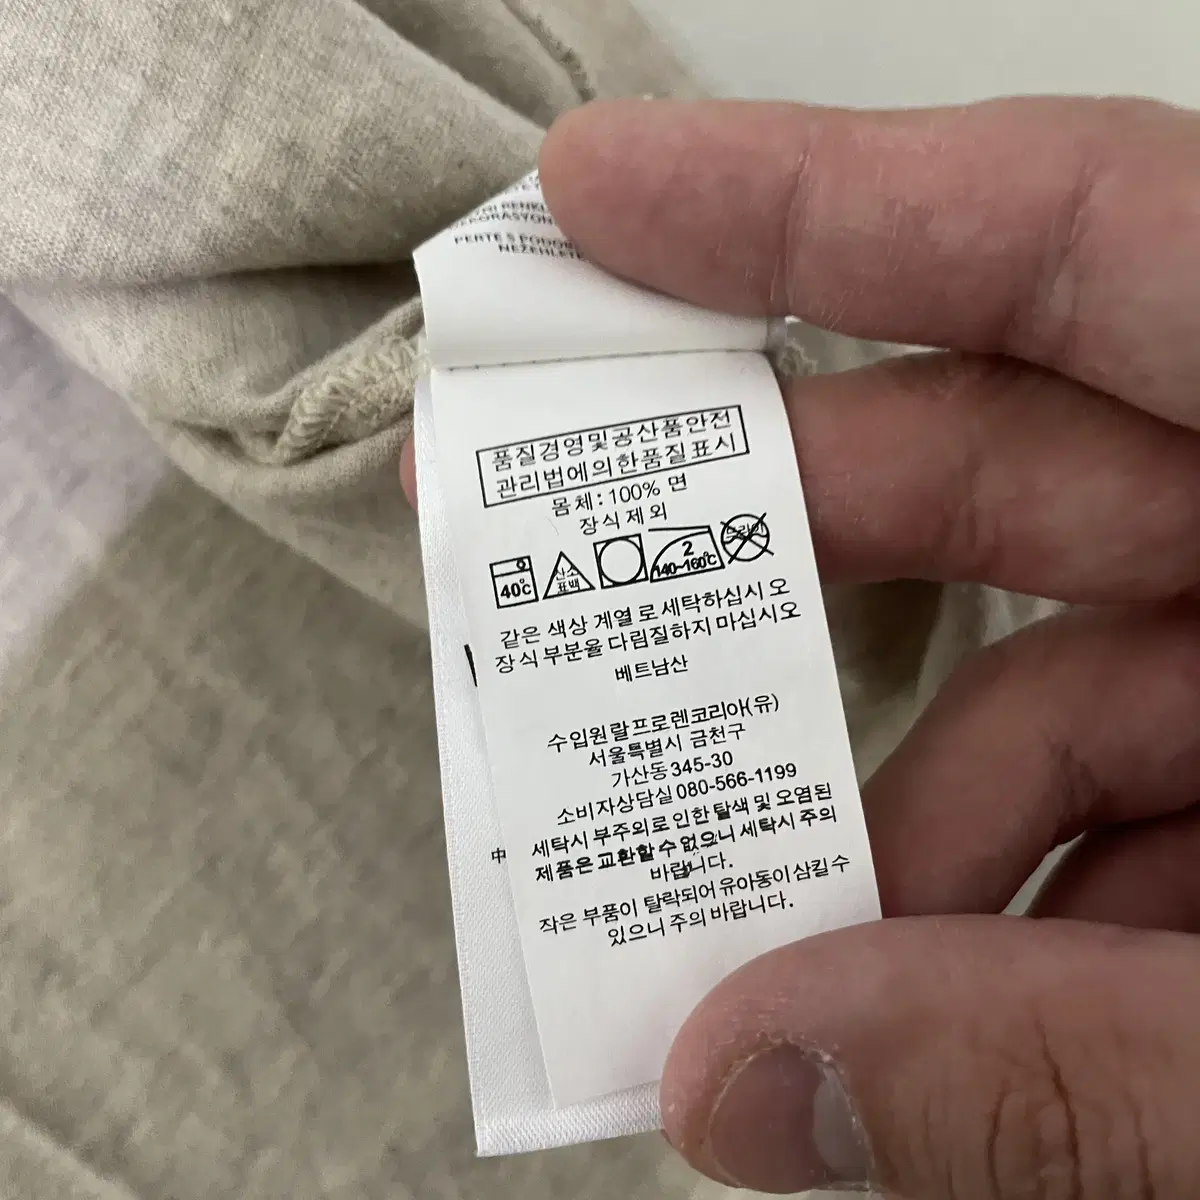 PERTE Ş PODOB
NEZEHLETE
품질경영및공산품안전
관리법에의한품질표시
몸체: 100% 면
장식제외
40℃
산소
표백
2
140~160℃
드라이
같은 색상 계열 로 세탁하십시 오
장식 부분을 다림질하지 마십시오
베트남산
수입원 랄프로렌코리아(유)
서울특별시 금천구
가산동 345-30
소비자상담실 080-566-1199
세탁시 부주의로 인한 탈색 및 오염된
제품은 교환할 수 없으니 세탁시 주의
바랍니다.
작은 부품이 탈락되어 유아동이 삼킬 수
있으니 주의 바랍니다.
中